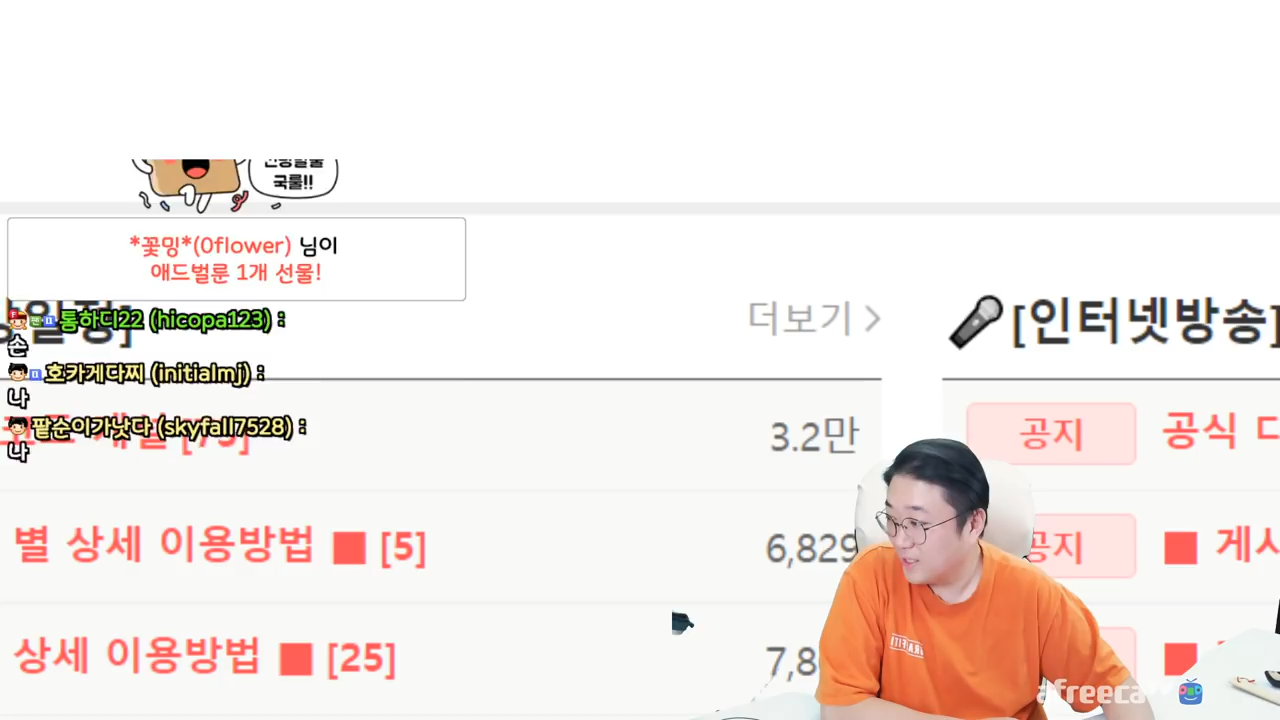 국룰!!
*꽃밍*(0flower) 님이
애드벌룬 1개 선물!
통하디22 (hicopa123) :
손
호카게다찌 (initialmj) :
나
팥순이가낫다 (skyfall7528) :
나
더보기 >
3.2만
별 상세 이용방법 ■ [5]
6,829
상세 이용방법 ■ [25]
7,8
[인터넷방송]
공지 공식
공지 ■ 게시
afreeca